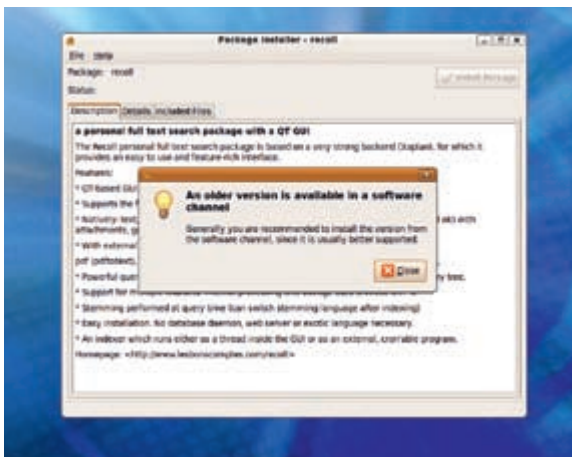 Package Installer - recall
File Help
Package: recoll
Status:
Install Package
Description Details Included Files
a personal full text search package with a QT GUI
The Recoll personal full text search package is based on a very strong backend (Xapian), for which it
provides an easy to use and feature-rich interface.
Features:
* QT-based GUI
* Supports the
An older version is available in a software
channel
Generally you are recommended to install the version from
the software channel, since it is usually better supported.
Close
* Natively: text,
attachments,
* With external
pdf (pdftotext),
* Powerful
tree.
* Support for
* Stemming performed at query time (can switch stemming language after indexing)
* Easy installation. No database daemon, web server or exotic language necessary.
* An indexer which runs either as a thread inside the GUI or as an external, cron'able program.
Homepage: <http://www.lesbonscomptes.com/recoll>